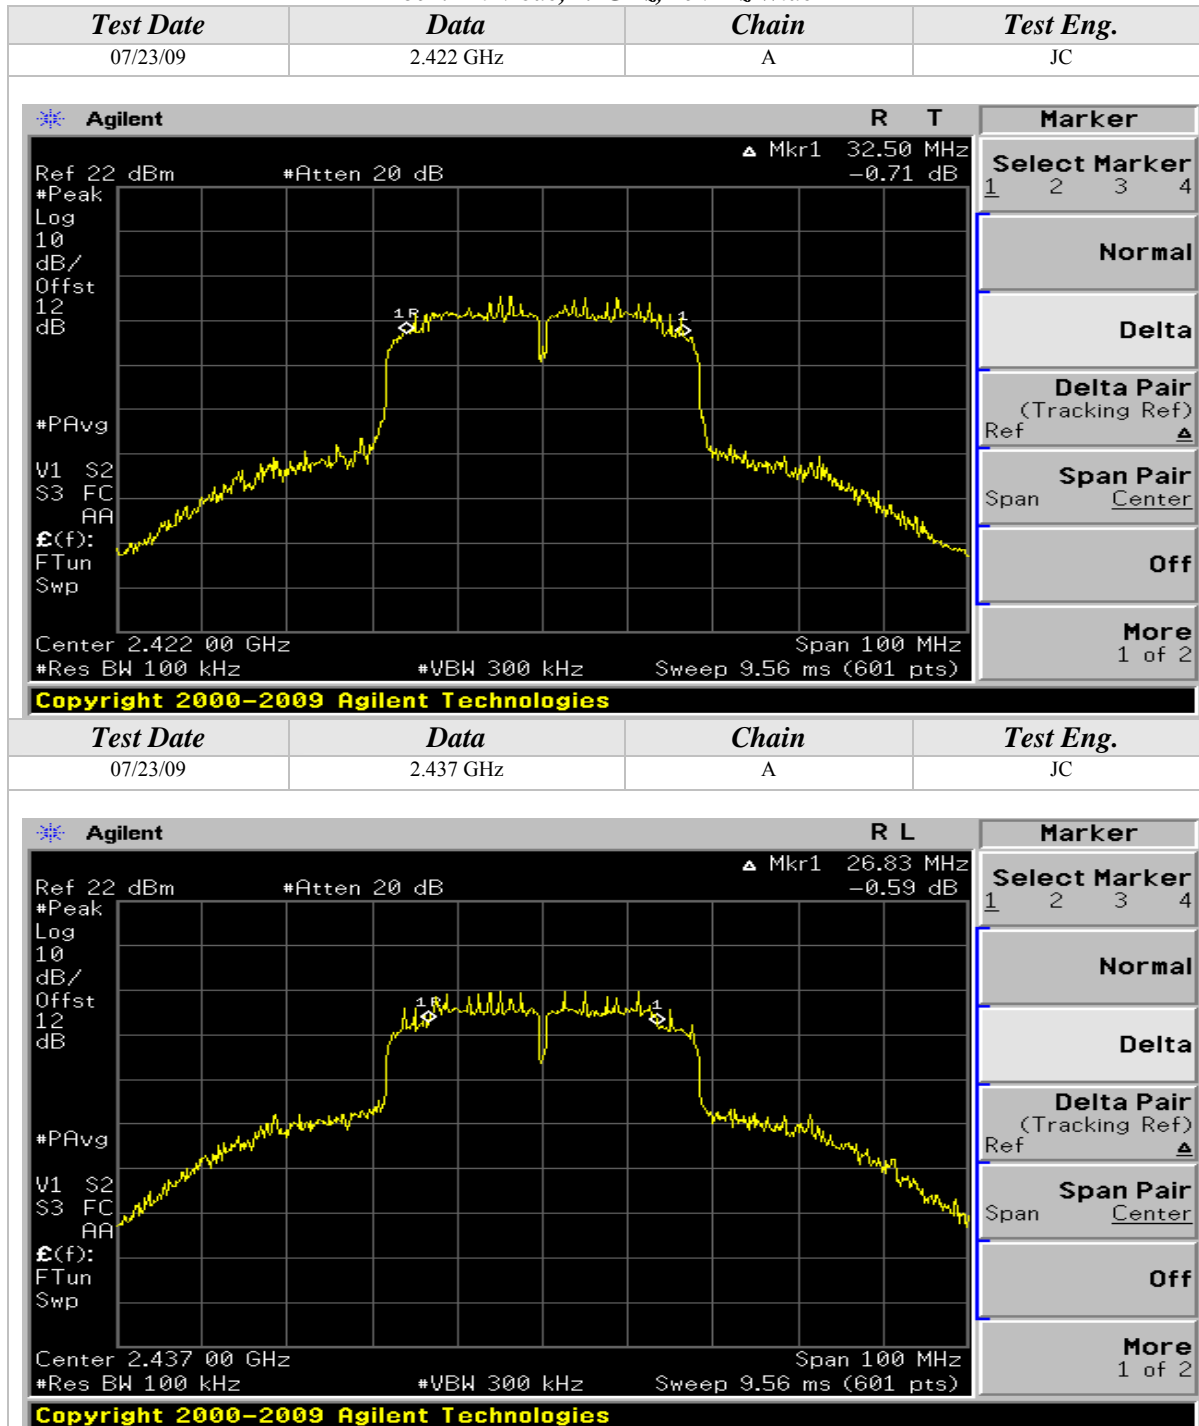 Test Date Data Chain Test Eng.
07/23/09 2.422 GHz A JC
Agilent R T Marker
Δ Mkr1 32.50 MHz
Ref 22 dBm #Atten 20 dB -0.71 dB
Select Marker
1 2 3 4
#Peak
Log
10
dB/
Offst
12
dB
1R 1
#PAvg
V1 S2
S3 FC
AA
£(f):
FTun
Swp
Normal
Delta
Delta Pair
(Tracking Ref)
Ref Δ
Span Pair
Span Center
Off
More
1 of 2
Center 2.422 00 GHz Span 100 MHz
#Res BW 100 kHz #VBW 300 kHz Sweep 9.56 ms (601 pts)
Copyright 2000-2009 Agilent Technologies
Test Date Data Chain Test Eng.
07/23/09 2.437 GHz A JC
Agilent R L Marker
Δ Mkr1 26.83 MHz
Ref 22 dBm #Atten 20 dB -0.59 dB
Select Marker
1 2 3 4
#Peak
Log
10
dB/
Offst
12
dB
1R 1
#PAvg
V1 S2
S3 FC
AA
£(f):
FTun
Swp
Normal
Delta
Delta Pair
(Tracking Ref)
Ref Δ
Span Pair
Span Center
Off
More
1 of 2
Center 2.437 00 GHz Span 100 MHz
#Res BW 100 kHz #VBW 300 kHz Sweep 9.56 ms (601 pts)
Copyright 2000-2009 Agilent Technologies